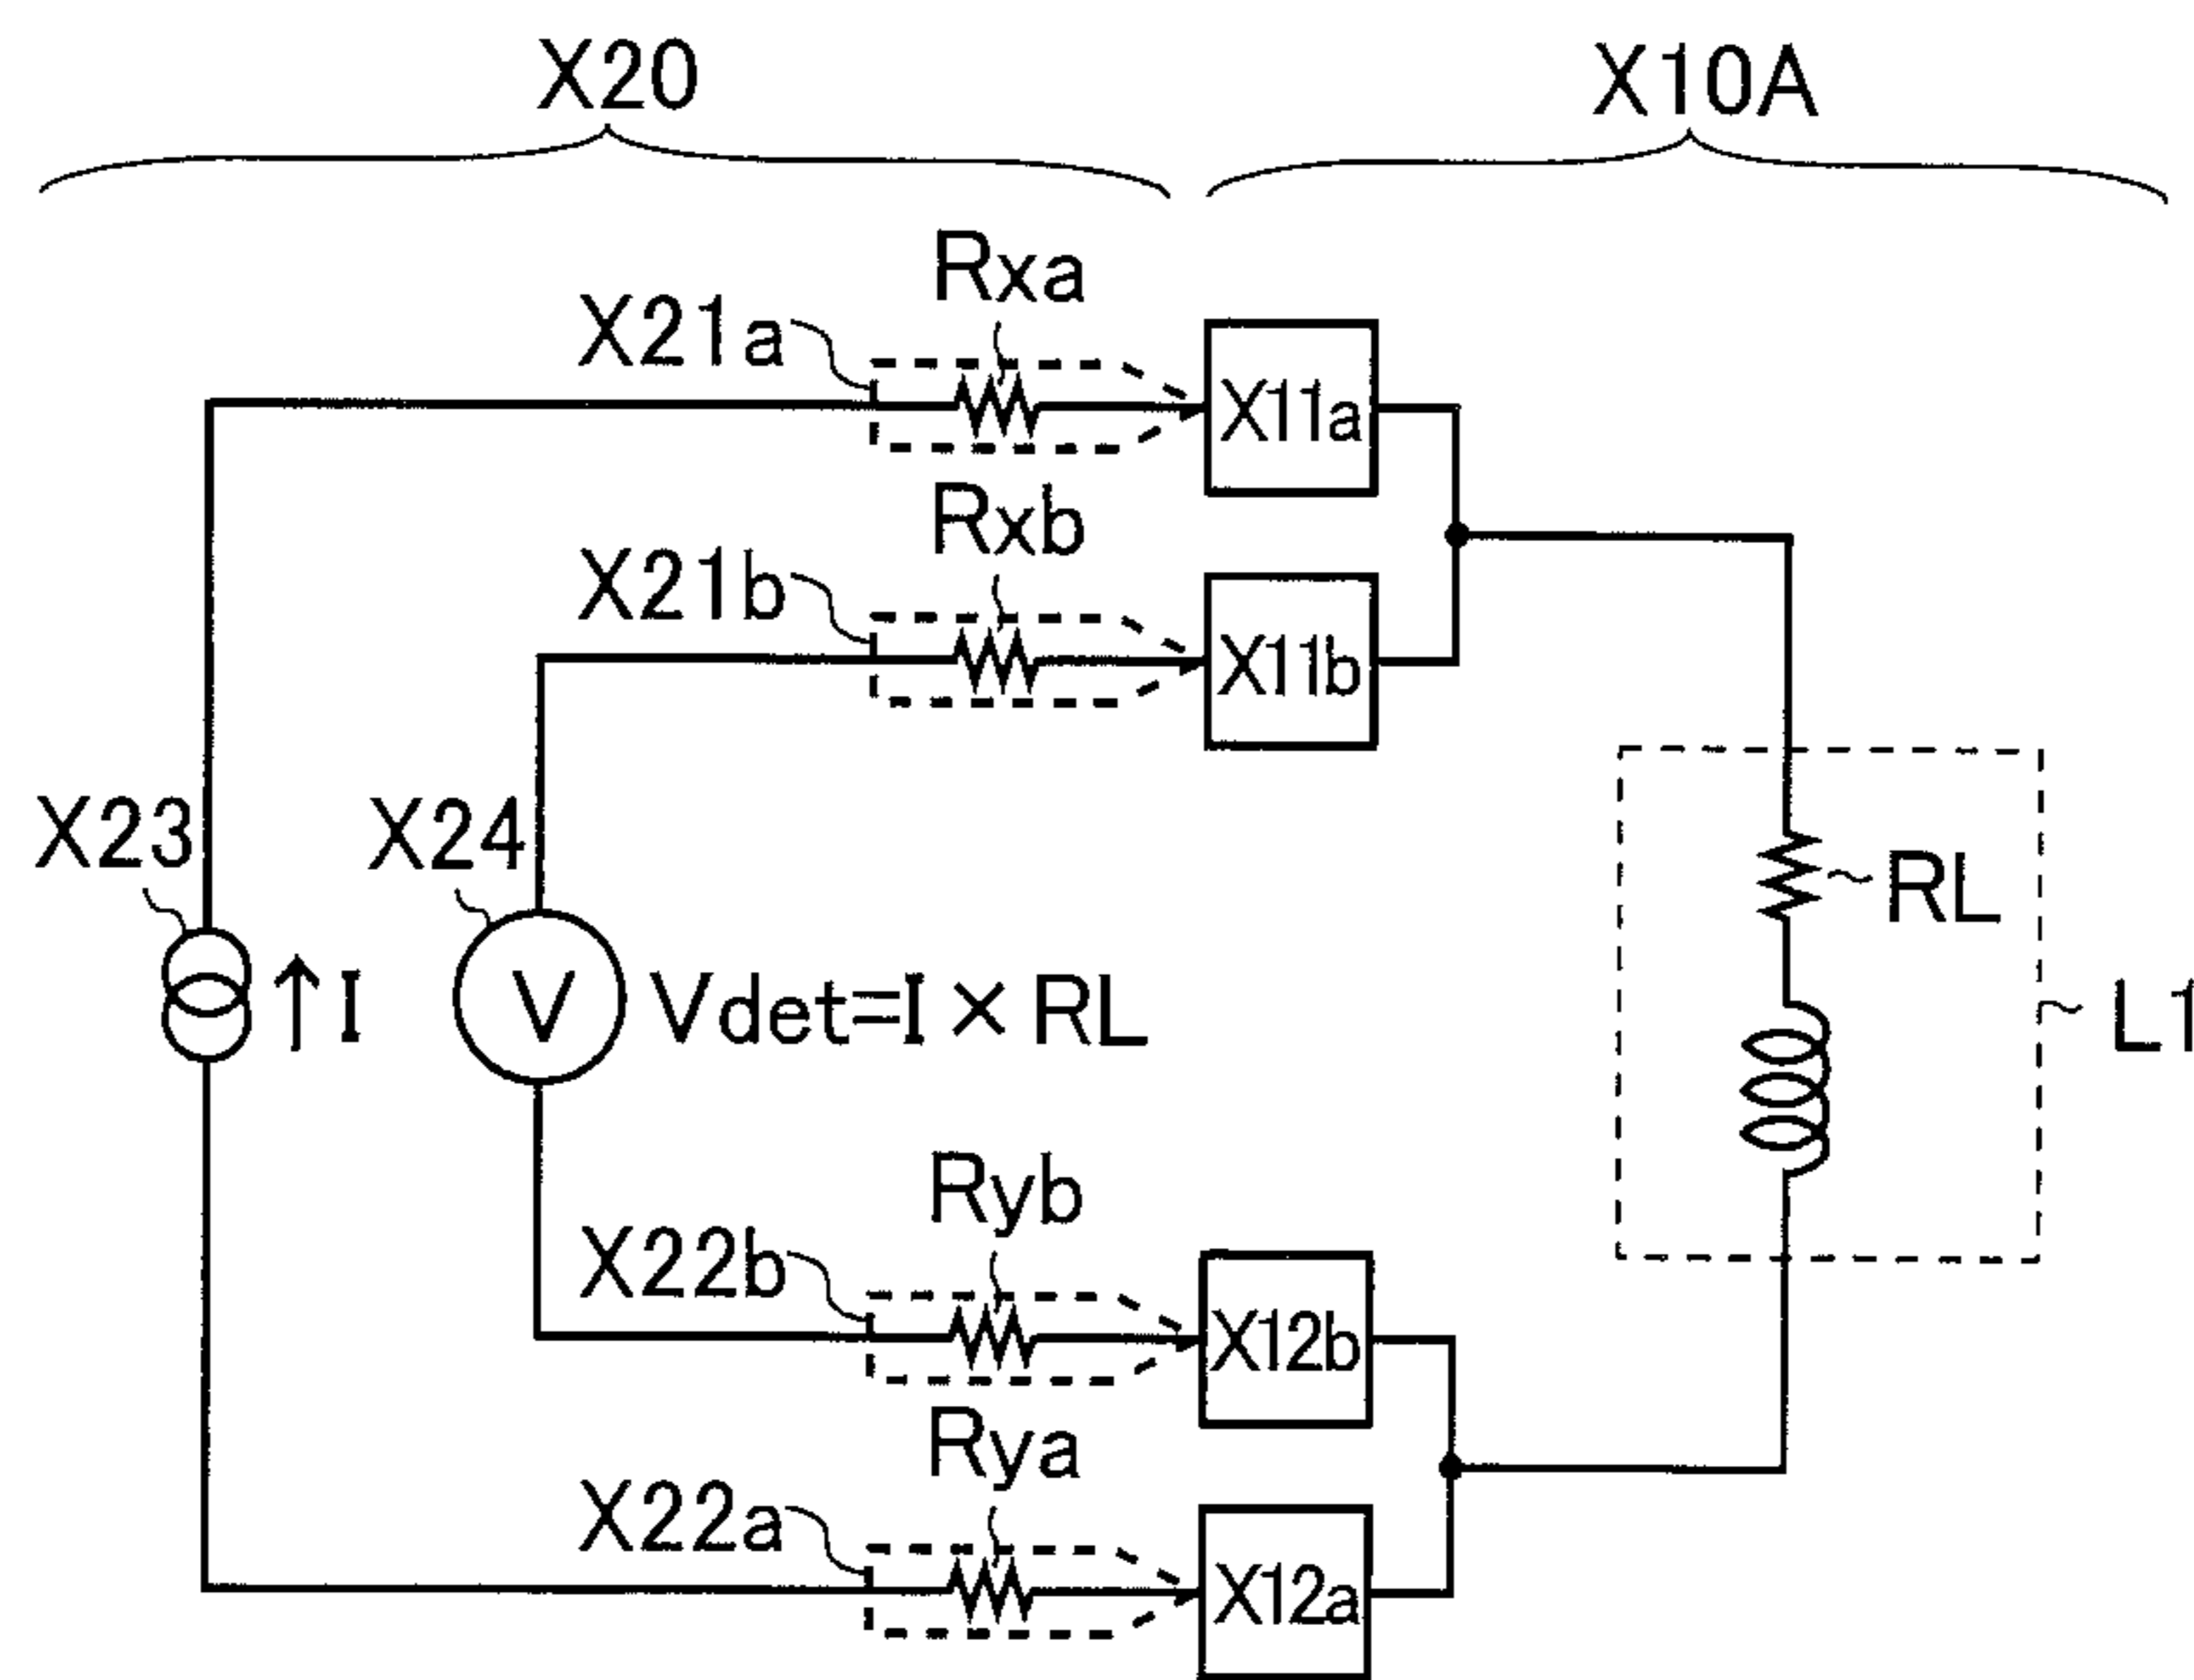 X20
X10A
Rxa
X21a
X11a
Rxb
X21b
X11b
X23
X24
RL
I
V
Vdet=I × RL
L1
Ryb
X22b
X12b
Rya
X22a
X12a